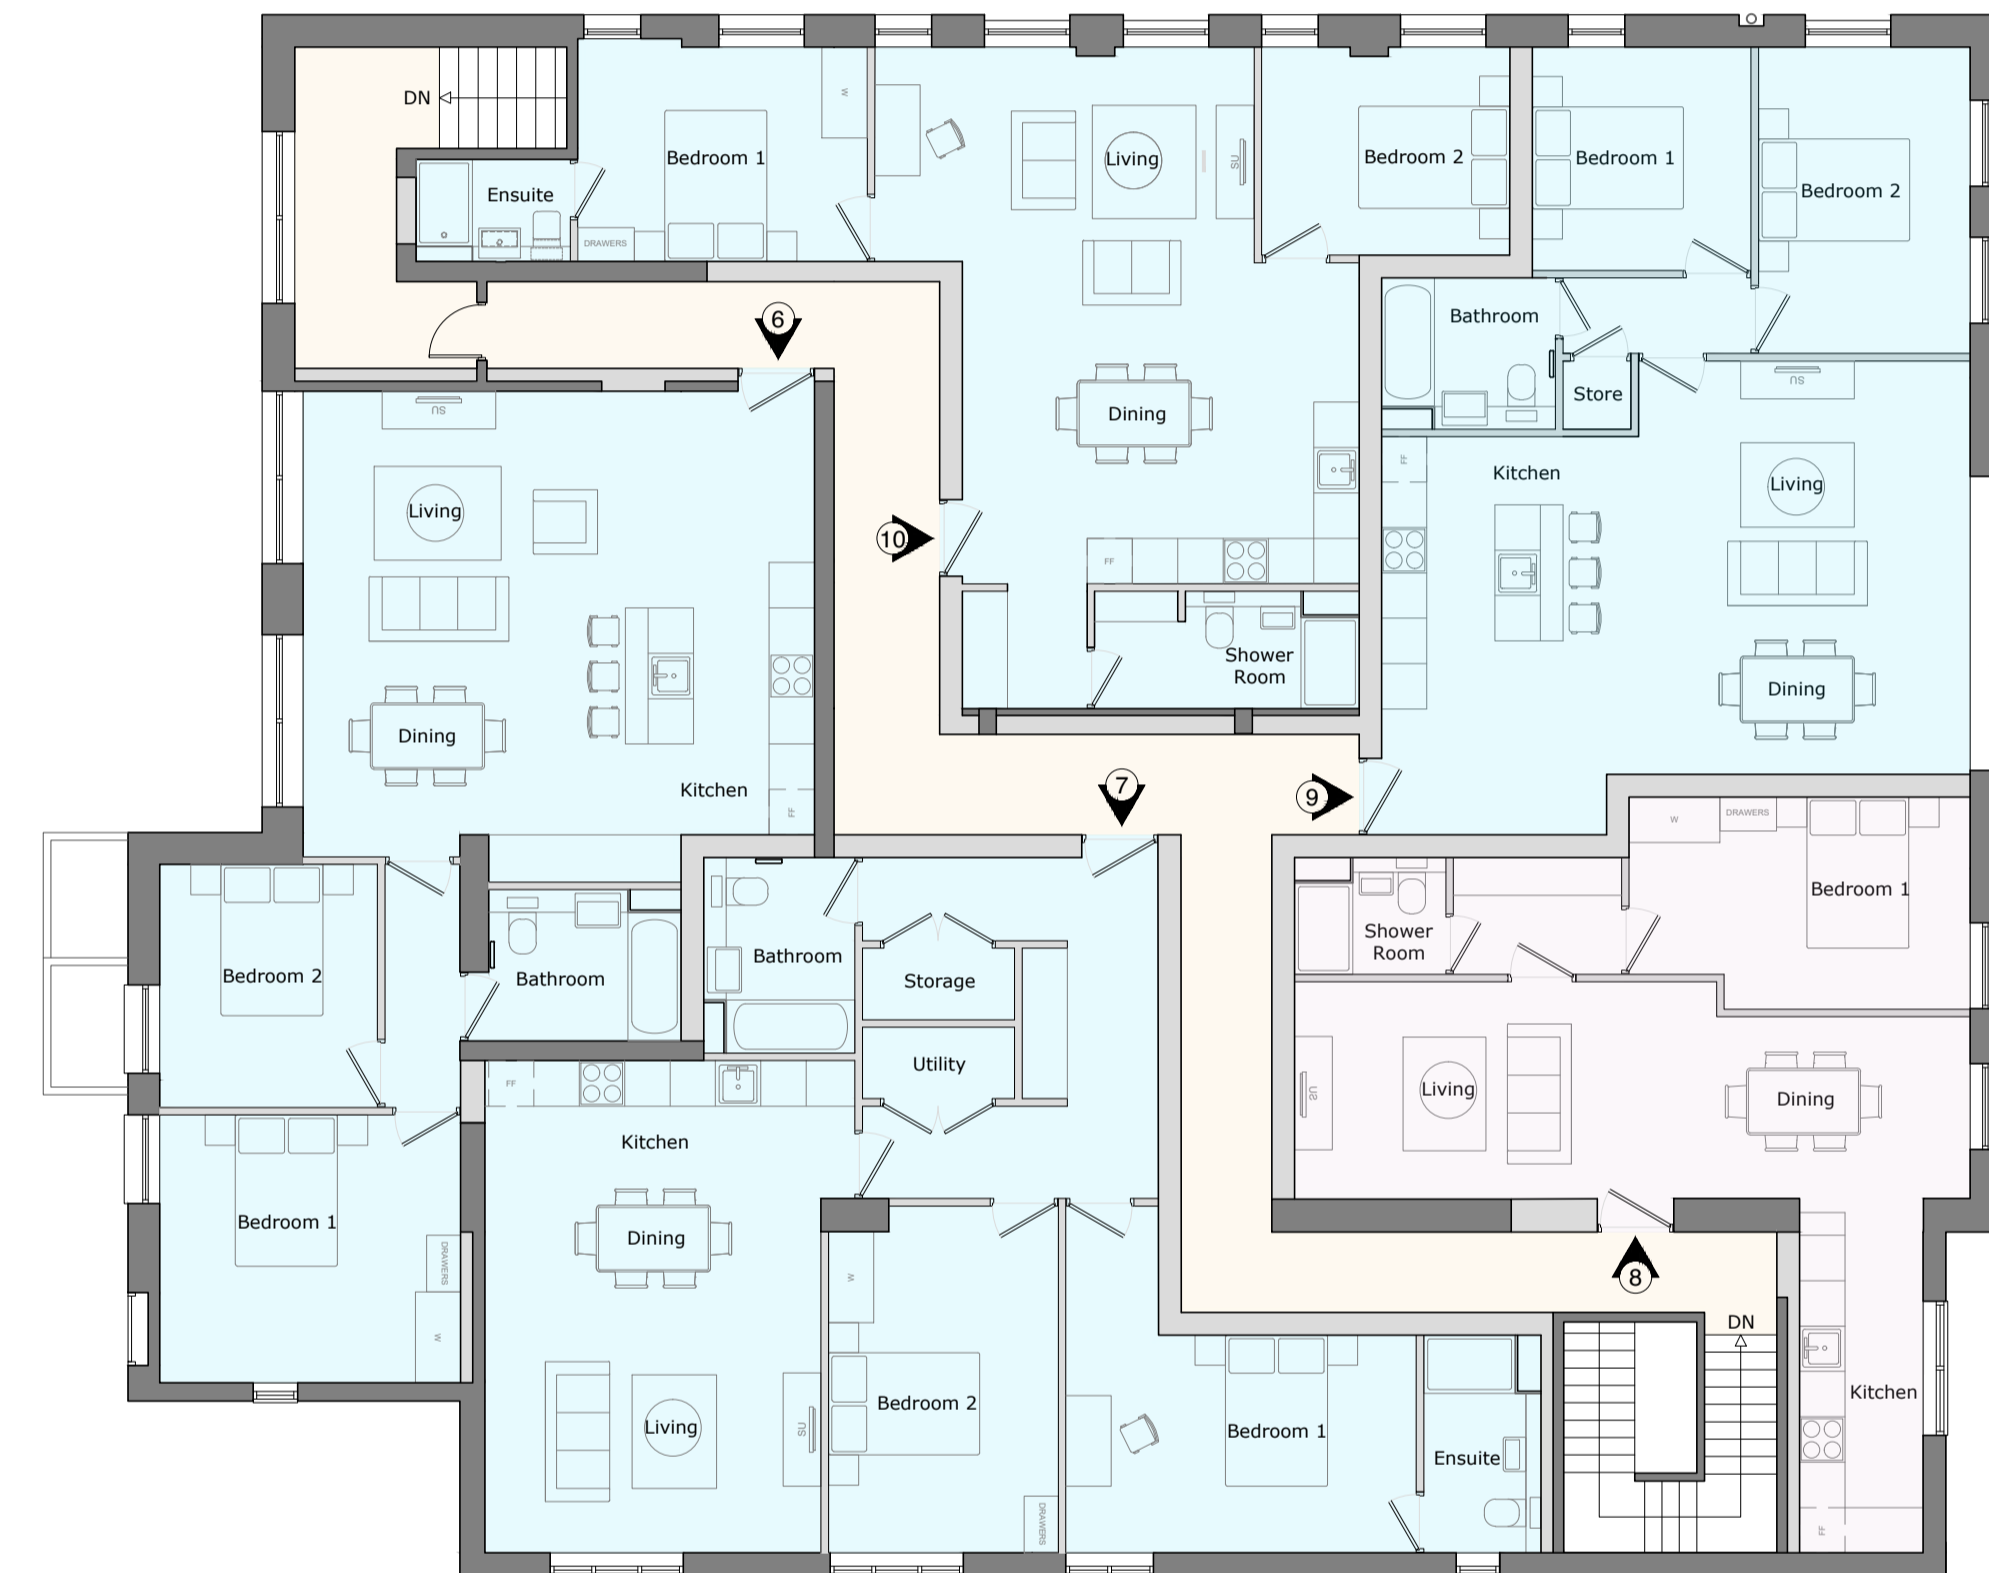 DN
W
Bedroom 1
Living
SU
Bedroom 2
Bedroom 1
Bedroom 2
Ensuite
DRAWERS
6
Bathroom
SU
Store
SU
Dining
FF
Kitchen
Living
Living
10
FF
Shower
Room
Dining
Dining
Kitchen
FF
7
9
W
DRAWERS
Bedroom 1
Shower
Room
Bedroom 2
Bathroom
Bathroom
Storage
Utility
FF
SU
Living
Dining
Kitchen
Bedroom 1
DRAWERS
W
Dining
W
8
DN
Kitchen
Living
SU
Bedroom 2
Bedroom 1
Ensuite
DRAWERS
FF